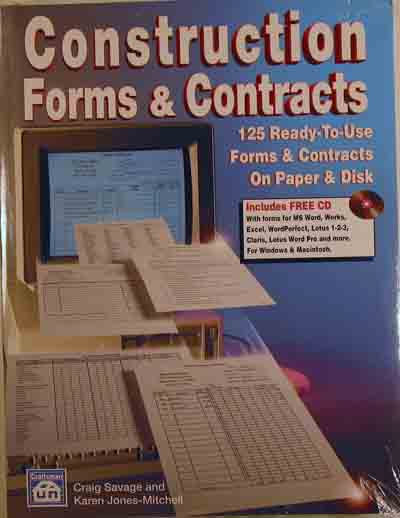 Construction
Forms & Contracts
125 Ready-To-Use
Forms & Contracts
On Paper & Disk
Includes FREE CD
With forms for MS Word, Works,
Excel, WordPerfect, Lotus 1-2-3,
Claris, Lotus Word Pro and more.
For Windows & Macintosh.
Craftsman
Craig Savage and
Karen Jones-Mitchell